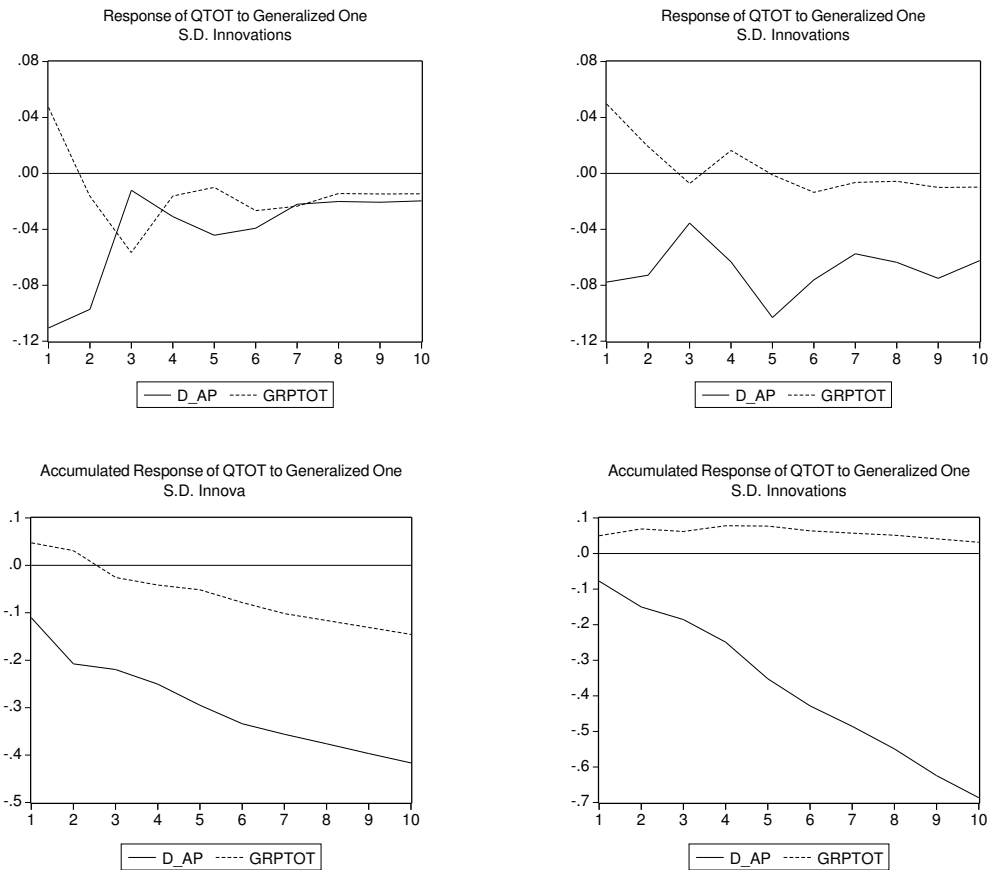 Response of QTOT to Generalized One
S.D. Innovations
.08
.04
.00
-.04
-.08
-.12
1 2 3 4 5 6 7 8 9 10
D_AP GRPTOT
Response of QTOT to Generalized One
S.D. Innovations
.08
.04
.00
-.04
-.08
-.12
1 2 3 4 5 6 7 8 9 10
D_AP GRPTOT
Accumulated Response of QTOT to Generalized One
S.D. Innova
.1
.0
-.1
-.2
-.3
-.4
-.5
1 2 3 4 5 6 7 8 9 10
D_AP GRPTOT
Accumulated Response of QTOT to Generalized One
S.D. Innovations
.1
.0
-.1
-.2
-.3
-.4
-.5
-.6
-.7
1 2 3 4 5 6 7 8 9 10
D_AP GRPTOT